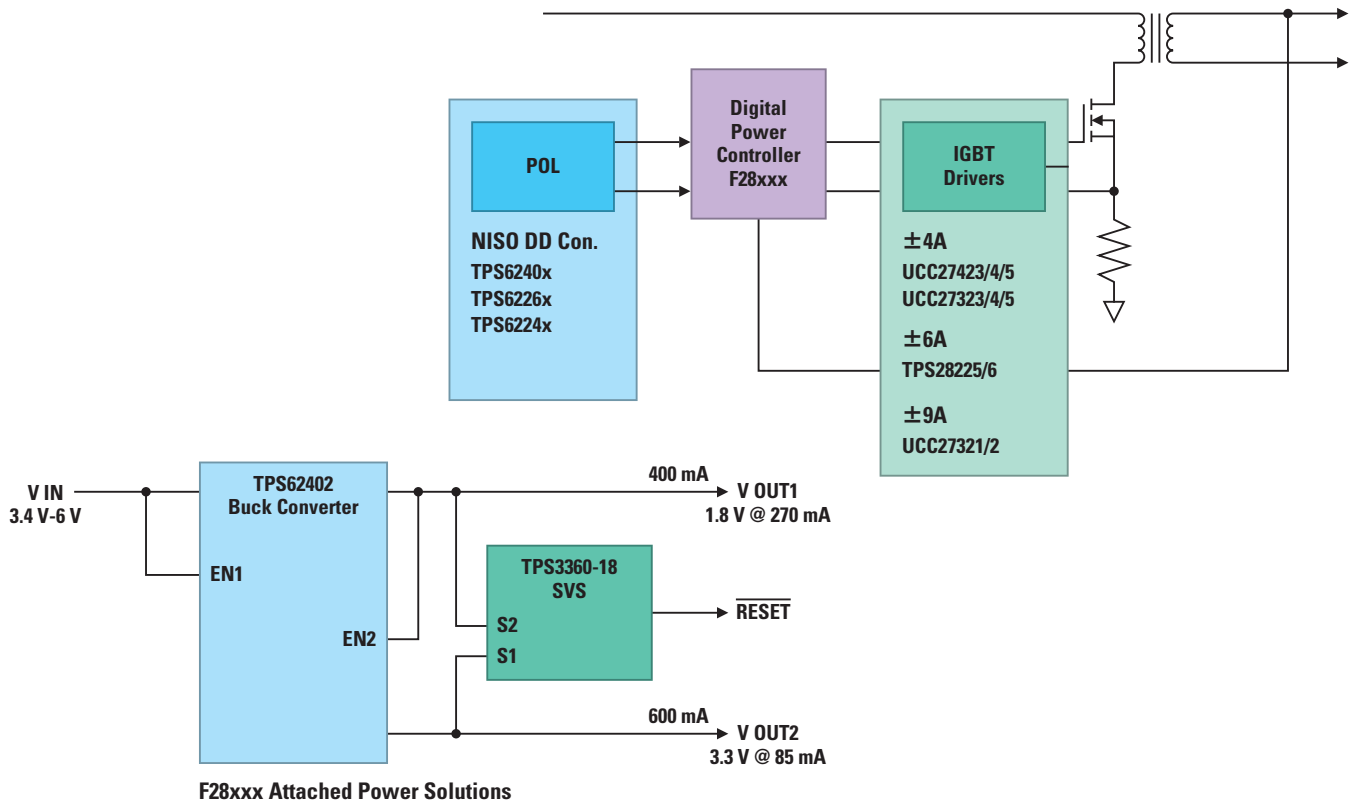 Digital
Power
Controller
F28xxx
POL
NISO DD Con.
TPS6240x
TPS6226x
TPS6224x
IGBT
Drivers
±4A
UCC27423/4/5
UCC27323/4/5
±6A
TPS28225/6
±9A
UCC27321/2
V IN
3.4 V-6 V
TPS62402
Buck Converter
EN1
EN2
400 mA
V OUT1
1.8 V @ 270 mA
TPS3360-18
SVS
S2
S1
RESET
600 mA
V OUT2
3.3 V @ 85 mA
F28xxx Attached Power Solutions